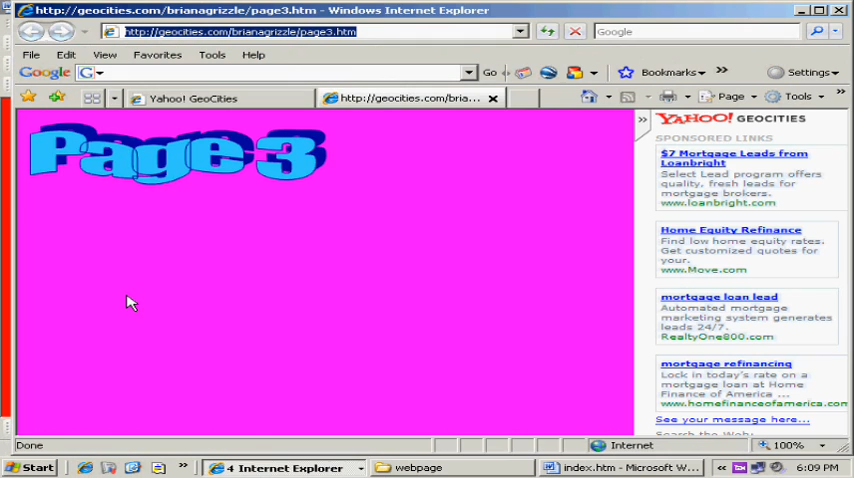 http://geocities.com/brianagrizzle/page3.htm - Windows Internet Explorer
http://geocities.com/brianagrizzle/page3.htm
Google
File Edit View Favorites Tools Help
Google G Go Bookmarks Settings
Yahoo! GeoCities http://geocities.com/bria... Page Tools
Page 3
YAHOO! GEOCITIES
SPONSORED LINKS
$7 Mortgage Leads from
Loanbright
Select Lead program offers
quality, fresh leads for
mortgage brokers.
www.loanbright.com
Home Equity Refinance
Find low home equity rates.
Get customized quotes for
your.
www.Move.com
mortgage loan lead
Automated mortgage
marketing system generates
leads 24/7.
RealtyOne800.com
mortgage refinancing
Lock in today's rate on a
mortgage loan at Home
Finance of America ...
www.homefinanceofamerica.com
See your message here...
Search the Web:
Done Internet 100%
Start 4 Internet Explorer webpage index.htm - Microsoft W... 6:09 PM